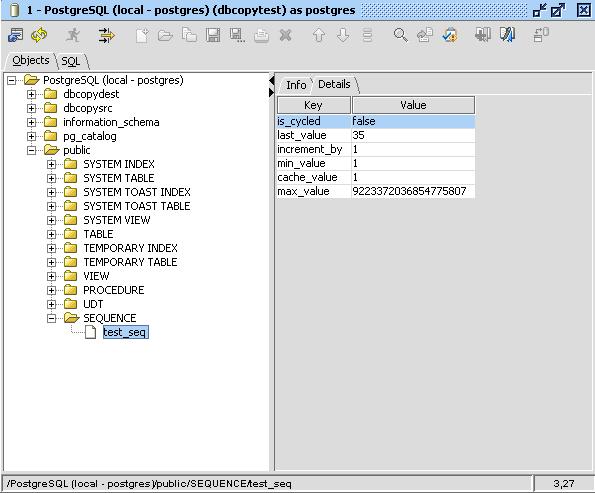 1 - PostgreSQL (local - postgres) (dbcopytest) as postgres
Objects SQL
PostgreSQL (local - postgres)
dbcopydest
dbcopysrc
information_schema
pg_catalog
public
SYSTEM INDEX
SYSTEM TABLE
SYSTEM TOAST INDEX
SYSTEM TOAST TABLE
SYSTEM VIEW
TABLE
TEMPORARY INDEX
TEMPORARY TABLE
VIEW
PROCEDURE
UDT
SEQUENCE
test_seq
Info Details
Key Value
is_cycled false
last_value 35
increment_by 1
min_value 1
cache_value 1
max_value 9223372036854775807
/PostgreSQL (local - postgres)/public/SEQUENCE/test_seq
3,27